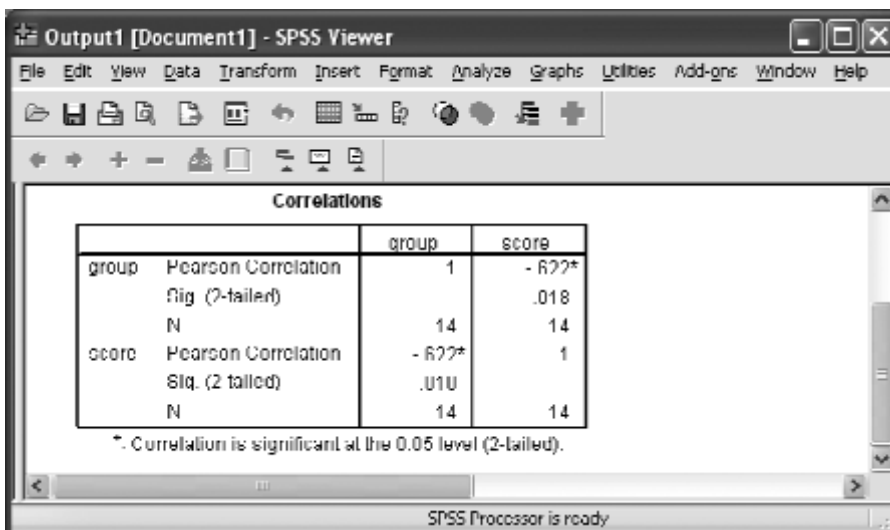 Output1 [Document1] - SPSS Viewer
File Edit View Data Transform Insert Format Analyze Graphs Utilities Add-ons Window Help
Correlations
group score
group Pearson Correlation 1 -.622*
Sig. (2-tailed) .018
N 14 14
score Pearson Correlation -.622* 1
Sig. (2-tailed) .018
N 14 14
*. Correlation is significant at the 0.05 level (2-tailed).
SPSS Processor is ready